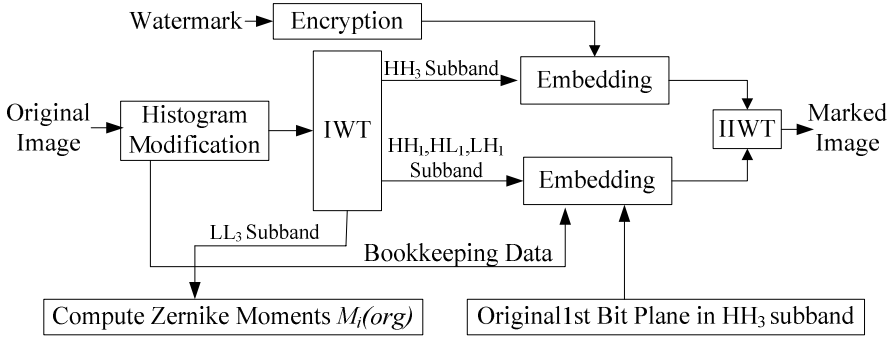 Watermark
Encryption
HH3 Subband
Embedding
Original
Image
Histogram
Modification
IWT
IIWT
Marked
Image
HH1,HL1,LH1
Subband
Embedding
LL3 Subband
Bookkeeping Data
Compute Zernike Moments Mi(org)
Original1st Bit Plane in HH3 subband